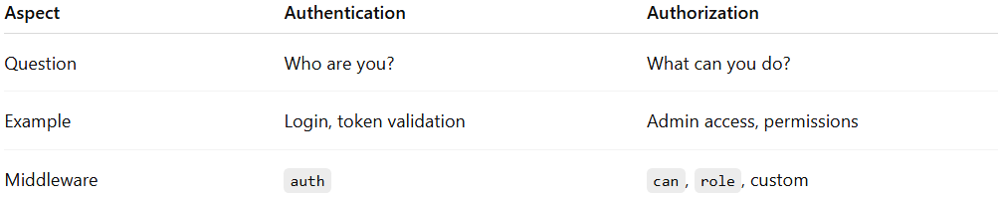 Aspect Authentication Authorization
Question Who are you? What can you do?
Example Login, token validation Admin access, permissions
Middleware auth can, role, custom